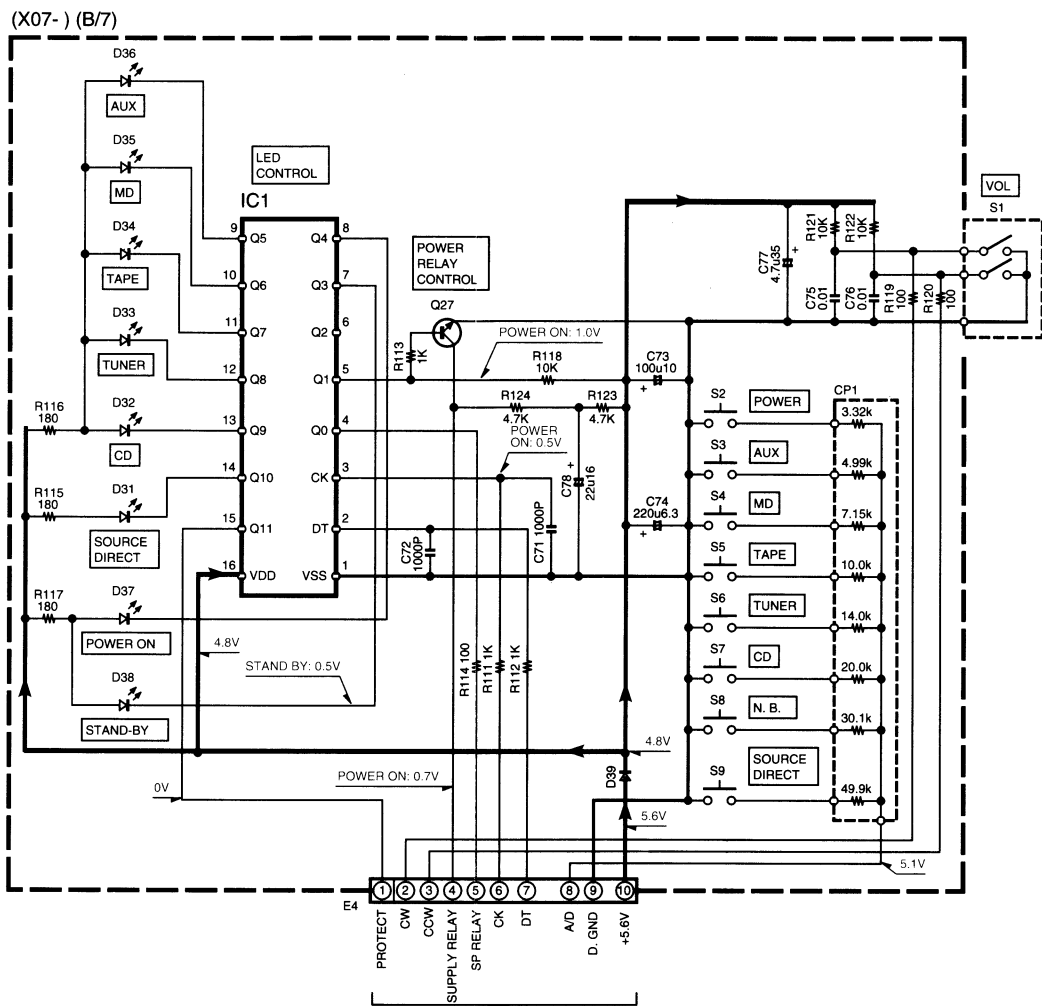 (X07- ) (B/7)
D36
AUX
D35
MD
D34
TAPE
D33
TUNER
R116
180
D32
CD
R115
180
D31
SOURCE
DIRECT
R117
180
D37
POWER ON
D38
STAND-BY
LED
CONTROL
IC1
9 Q5 Q4 8
10 Q6 Q3 7
11 Q7 Q2 6
12 Q8 Q1 5
13 Q9 Q0 4
14 Q10 CK 3
15 Q11 DT 2
16 VDD VSS 1
4.8V
STAND BY: 0.5V
0V
POWER
RELAY
CONTROL
Q27
R113
1K
POWER ON: 1.0V
R118
10K
R124
4.7K
R123
4.7K
POWER
ON: 0.5V
C73
100u10
+
C78
22u16
+
C74
220u6.3
+
C72
1000P
C71 1000P
R114 100
R111 1K
R112 1K
POWER ON: 0.7V
D39
4.8V
5.6V
C77
4.7u35
+
R121
10K
R122
10K
C75
0.01
C76
0.01
R119
100
R120
100
VOL
S1
CP1
S2 POWER 3.32k
S3 AUX 4.99k
S4 MD 7.15k
S5 TAPE 10.0k
S6 TUNER 14.0k
S7 CD 20.0k
S8 N. B. 30.1k
S9 SOURCE
DIRECT 49.9k
5.1V
E4
1 2 3 4 5 6 7 8 9 10
PROTECT
CW
CCW
SUPPLY RELAY
SP RELAY
CK
DT
A/D
D. GND
+5.6V